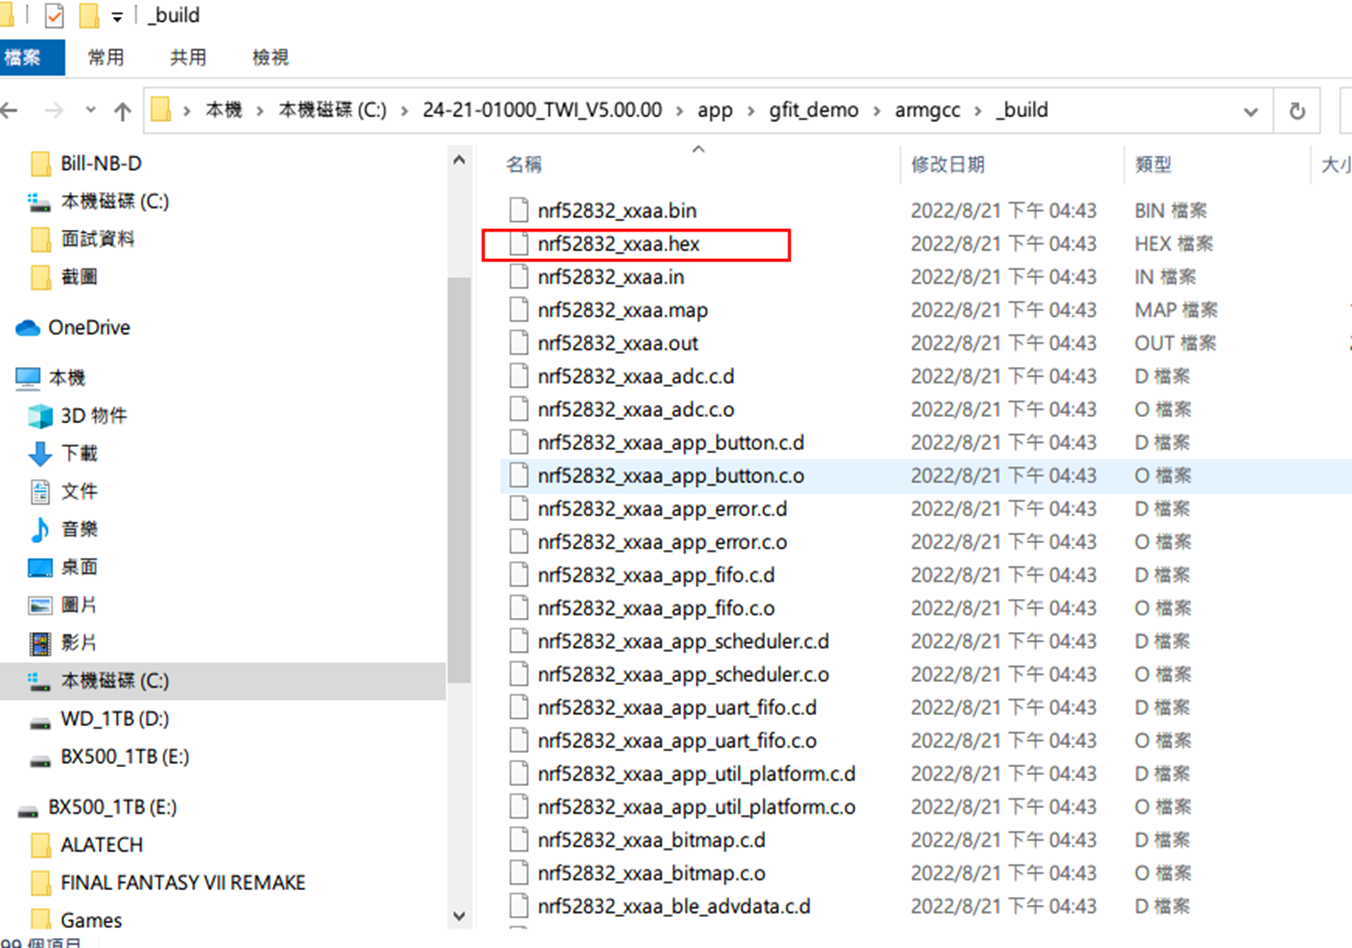 _build
檔案 常用 共用 檢視
本機 本機磁碟 (C:) 24-21-01000_TWI_V5.00.00 app gfit_demo armgcc _build
Bill-NB-D
本機磁碟 (C:)
面試資料
截圖
OneDrive
本機
3D 物件
下載
文件
音樂
桌面
圖片
影片
本機磁碟 (C:)
WD_1TB (D:)
BX500_1TB (E:)
BX500_1TB (E:)
ALATECH
FINAL FANTASY VII REMAKE
Games
99 個項目
名稱 修改日期 類型 大小
nrf52832_xxaa.bin 2022/8/21 下午 04:43 BIN 檔案
nrf52832_xxaa.hex 2022/8/21 下午 04:43 HEX 檔案
nrf52832_xxaa.in 2022/8/21 下午 04:43 IN 檔案
nrf52832_xxaa.map 2022/8/21 下午 04:43 MAP 檔案
nrf52832_xxaa.out 2022/8/21 下午 04:43 OUT 檔案
nrf52832_xxaa_adc.c.d 2022/8/21 下午 04:43 D 檔案
nrf52832_xxaa_adc.c.o 2022/8/21 下午 04:43 O 檔案
nrf52832_xxaa_app_button.c.d 2022/8/21 下午 04:43 D 檔案
nrf52832_xxaa_app_button.c.o 2022/8/21 下午 04:43 O 檔案
nrf52832_xxaa_app_error.c.d 2022/8/21 下午 04:43 D 檔案
nrf52832_xxaa_app_error.c.o 2022/8/21 下午 04:43 O 檔案
nrf52832_xxaa_app_fifo.c.d 2022/8/21 下午 04:43 D 檔案
nrf52832_xxaa_app_fifo.c.o 2022/8/21 下午 04:43 O 檔案
nrf52832_xxaa_app_scheduler.c.d 2022/8/21 下午 04:43 D 檔案
nrf52832_xxaa_app_scheduler.c.o 2022/8/21 下午 04:43 O 檔案
nrf52832_xxaa_app_uart_fifo.c.d 2022/8/21 下午 04:43 D 檔案
nrf52832_xxaa_app_uart_fifo.c.o 2022/8/21 下午 04:43 O 檔案
nrf52832_xxaa_app_util_platform.c.d 2022/8/21 下午 04:43 D 檔案
nrf52832_xxaa_app_util_platform.c.o 2022/8/21 下午 04:43 O 檔案
nrf52832_xxaa_bitmap.c.d 2022/8/21 下午 04:43 D 檔案
nrf52832_xxaa_bitmap.c.o 2022/8/21 下午 04:43 O 檔案
nrf52832_xxaa_ble_advdata.c.d 2022/8/21 下午 04:43 D 檔案